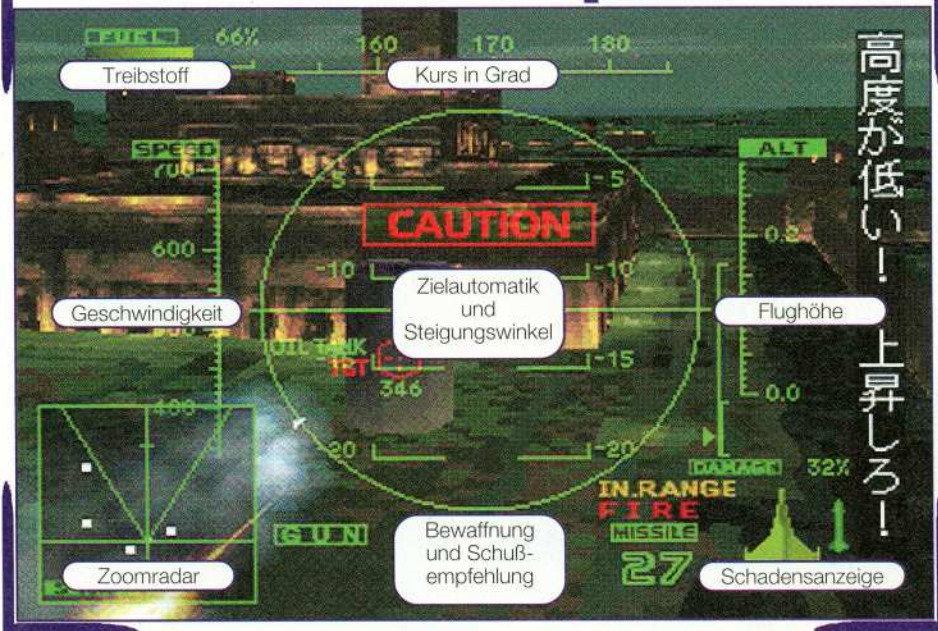 FUEL 66%
160 170 180
Treibstoff
Kurs in Grad
SPEED
ALT
700
5 5
CAUTION
600
0.2
-10 -10
Zielautomatik
und
Steigungswinkel
Geschwindigkeit
Flughöhe
OIL TANK
TGT
-15
346
400
0.0
-20 -20
DAMAGE 32%
IN.RANGE
FIRE
GUN
MISSILE
27
Bewaffnung
und Schuß-
empfehlung
Zoomradar
Schadensanzeige
高度が低い!上昇しろ!